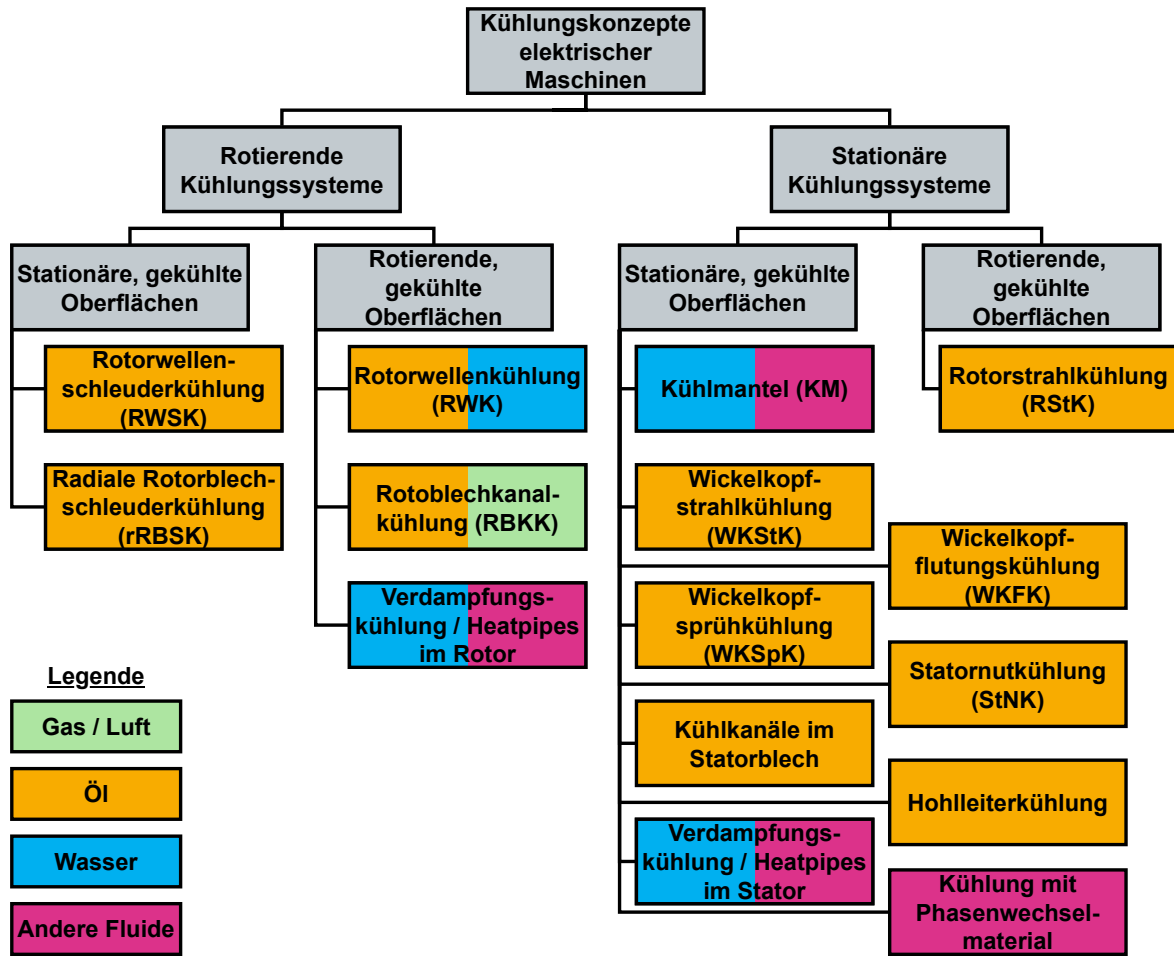 Kühlungskonzepte
elektrischer
Maschinen
Rotierende
Kühlungssysteme
Stationäre
Kühlungssysteme
Stationäre, gekühlte
Oberflächen
Rotierende,
gekühlte
Oberflächen
Stationäre, gekühlte
Oberflächen
Rotierende,
gekühlte
Oberflächen
Rotorwellen-
schleuderkühlung
(RWSK)
Radiale Rotorblech-
schleuderkühlung
(rRBSK)
Rotorwellenkühlung
(RWK)
Rotoblechkanal-
kühlung (RBKK)
Verdampfungs-
kühlung / Heatpipes
im Rotor
Kühlmantel (KM)
Wickelkopf-
strahlkühlung
(WKStK)
Wickelkopf-
flutungskühlung
(WKFK)
Wickelkopf-
sprühkühlung
(WKSpK)
Statornutkühlung
(StNK)
Kühlkanäle im
Statorblech
Hohlleiterkühlung
Verdampfungs-
kühlung / Heatpipes
im Stator
Kühlung mit
Phasenwechsel-
material
Rotorstrahlkühlung
(RStK)
Legende
Gas / Luft
Öl
Wasser
Andere Fluide